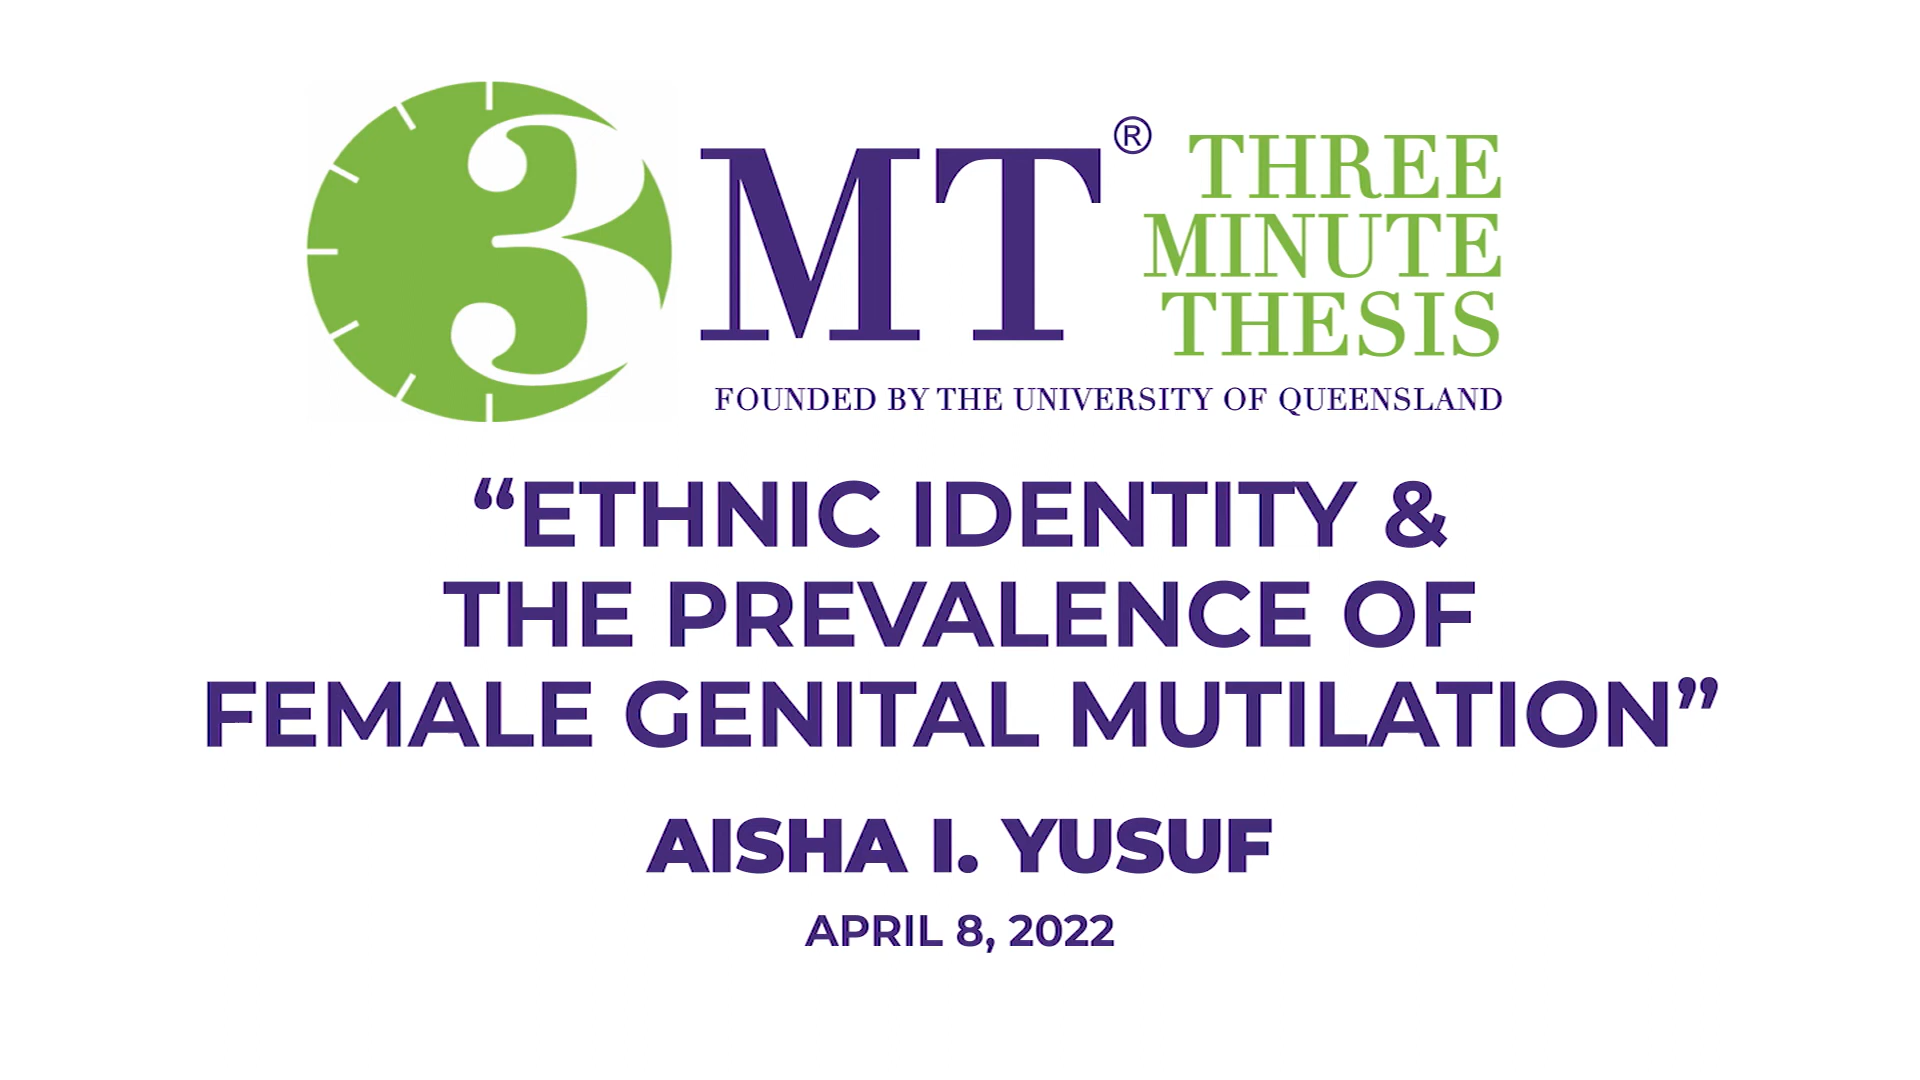 3MT® THREE
MINUTE
THESIS
FOUNDED BY THE UNIVERSITY OF QUEENSLAND
“ETHNIC IDENTITY &
THE PREVALENCE OF
FEMALE GENITAL MUTILATION”
AISHA I. YUSUF
APRIL 8, 2022